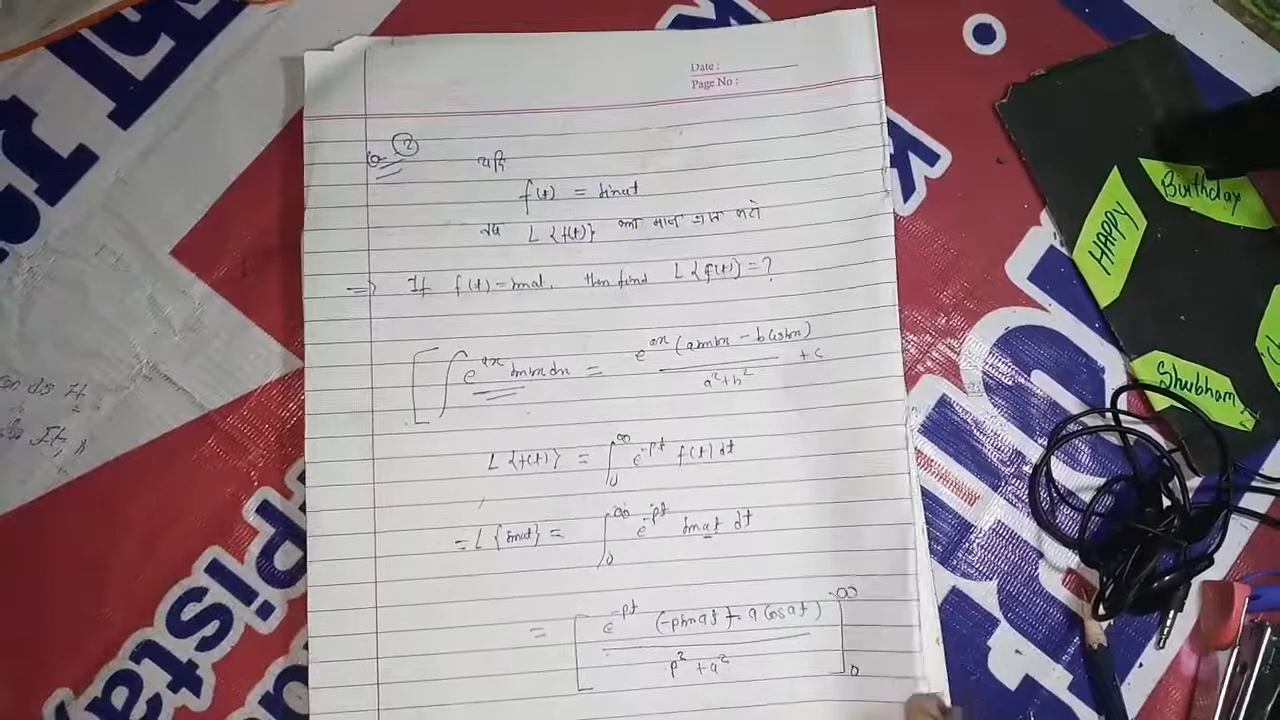 Date :
Page No :
Q ②
यदि
f(t) = sinat
तब L {f(t)} का मान ज्ञात करो
=> If f(t)=sinat, then find L{f(t)}=?
[∫e^ax sinbx dx = e^ax (asinbx - bcosbx) / a²+b² + c
L {f(t)} = ∫₀^∞ e^-pt f(t) dt
= L {sinat} = ∫₀^∞ e^-pt sinat dt
= [e^-pt (-psinat - a cosat) / p²+a²]₀^∞
HAPPY
Birthday
Shubham